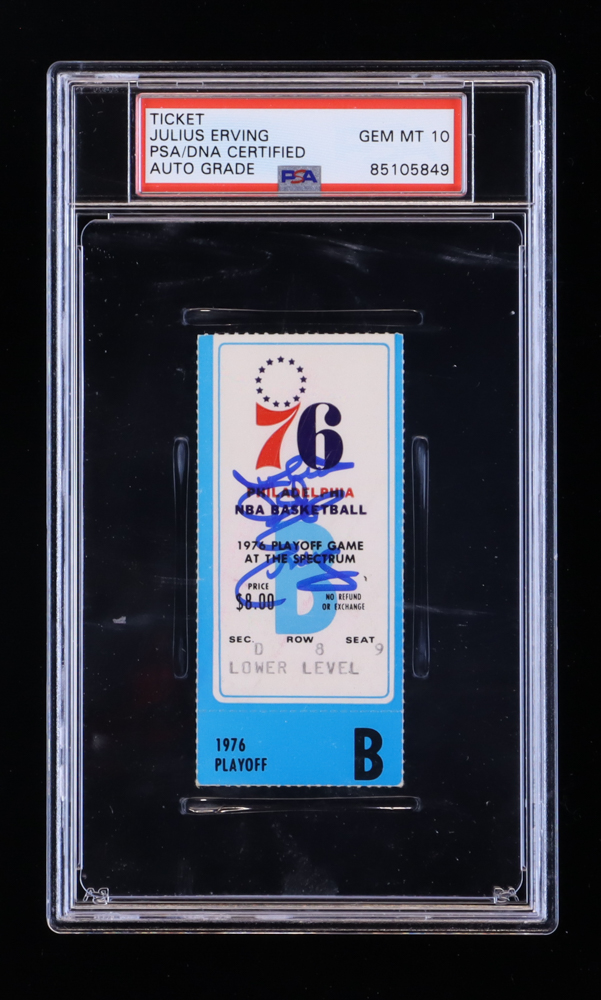 TICKET
JULIUS ERVING GEM MT 10
PSA/DNA CERTIFIED
AUTO GRADE 85105849
PSA
76
PHILADELPHIA
NBA BASKETBALL
B
1976 PLAYOFF GAME
AT THE SPECTRUM
PRICE NO REFUND
$8.00 OR EXCHANGE
SEC. ROW SEAT
D 8 9
LOWER LEVEL
1976
PLAYOFF B